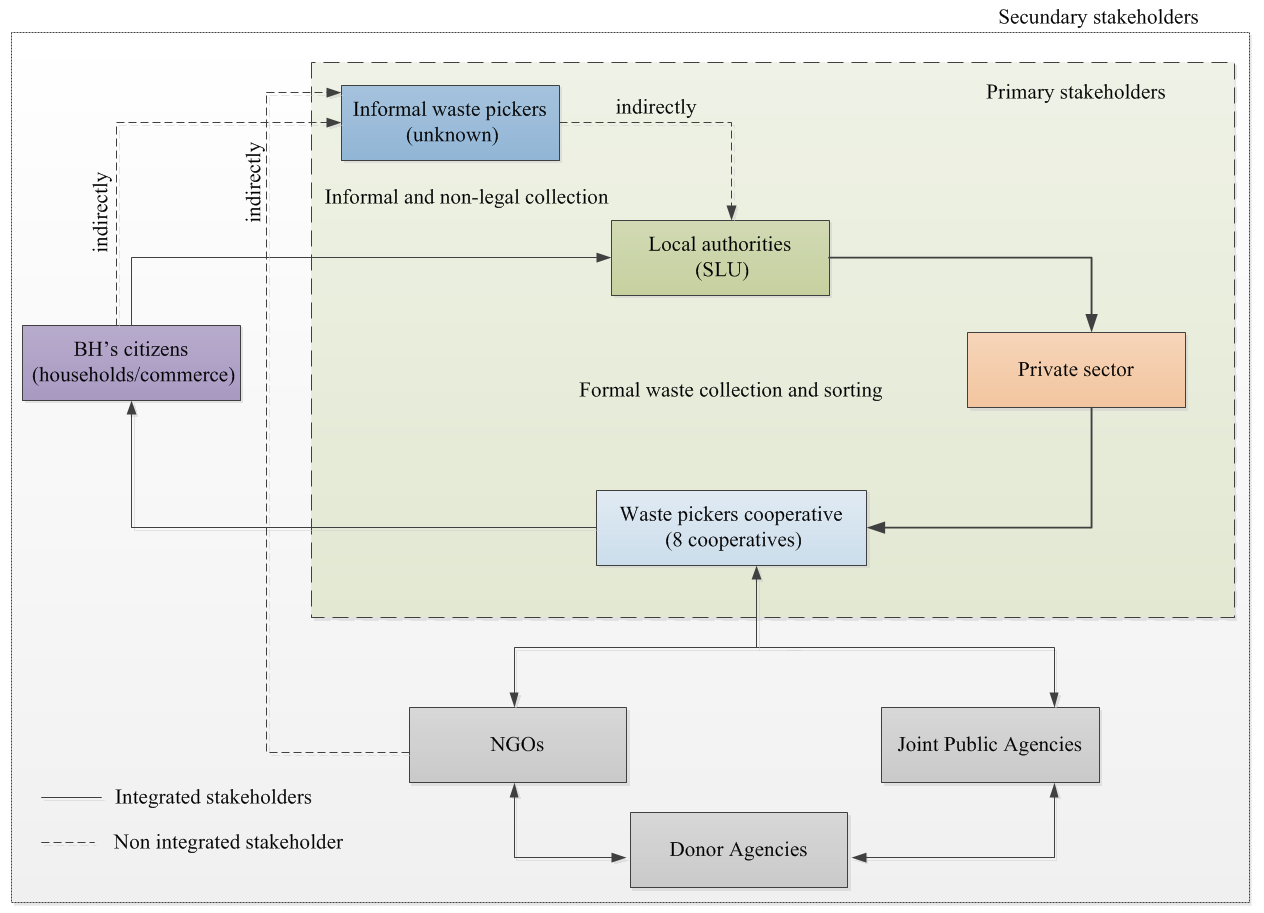 Secundary stakeholders
Primary stakeholders
Informal waste pickers
(unknown)
indirectly
indirectly
indirectly
Informal and non-legal collection
Local authorities
(SLU)
BH’s citizens
(households/commerce)
Private sector
Formal waste collection and sorting
Waste pickers cooperative
(8 cooperatives)
NGOs
Joint Public Agencies
Integrated stakeholders
Non integrated stakeholder
Donor Agencies